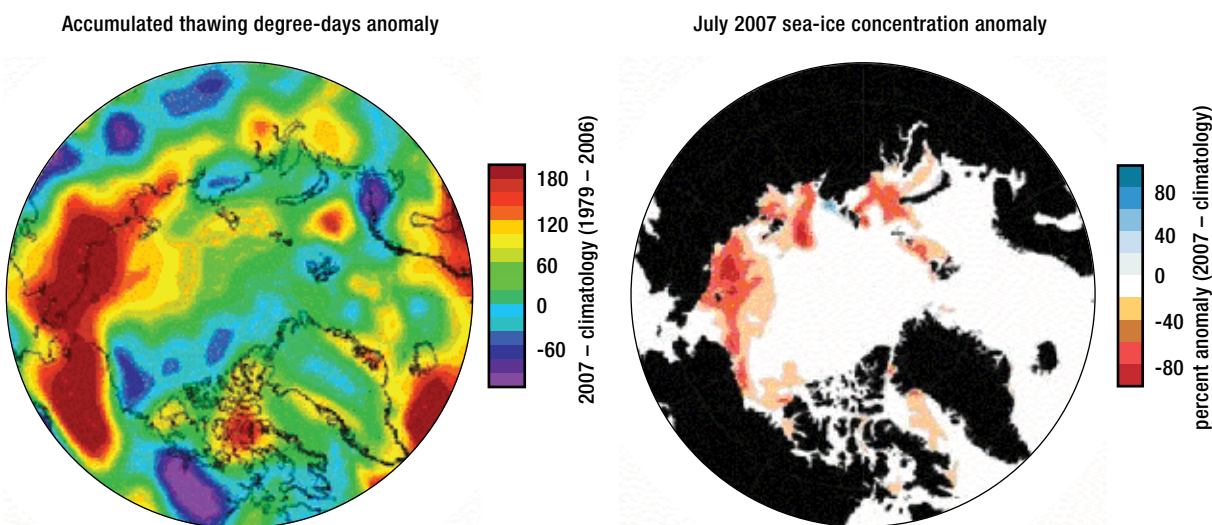 Accumulated thawing degree-days anomaly
180
120
60
0
-60
2007 – climatology (1979 – 2006)
July 2007 sea-ice concentration anomaly
80
40
0
-40
-80
percent anomaly (2007 – climatology)